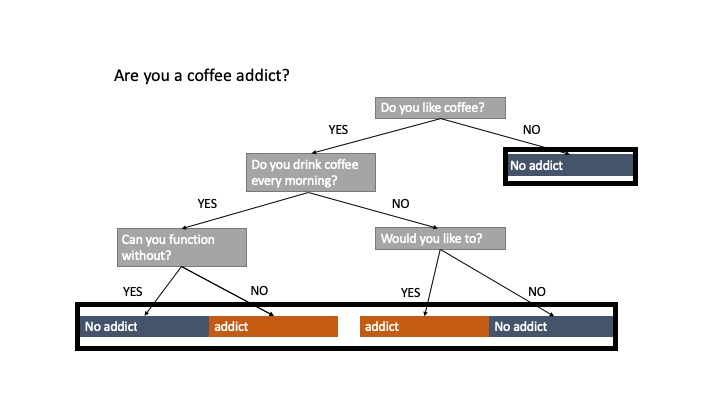 Are you a coffee addict?
Do you like coffee?
YES
NO
Do you drink coffee
every morning?
No addict
YES
NO
Can you function
without?
Would you like to?
YES
NO
YES
NO
No addict
addict
addict
No addict